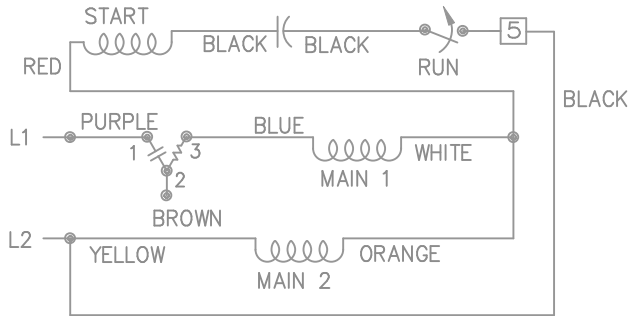 START
BLACK
BLACK
5
RED
RUN
BLACK
L1
PURPLE
1
3
BLUE
WHITE
MAIN 1
2
BROWN
L2
YELLOW
ORANGE
MAIN 2